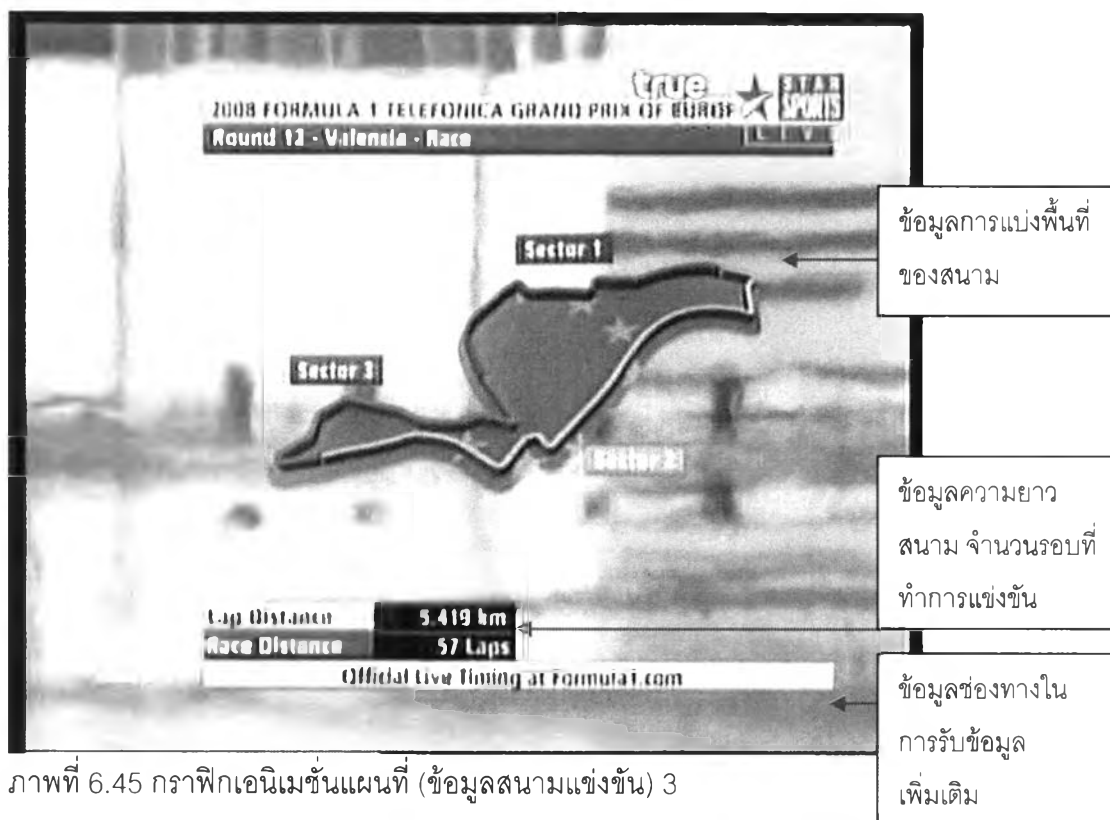 true
STAR
SPORTS
LIVE
2008 FORMULA 1 TELEFONICA GRAND PRIX OF EUROPE
Round 12 - Valencia - Race
ข้อมูลการแบ่งพื้นที่
ของสนาม
Sector 1
Sector 3
Sector 2
ข้อมูลความยาว
สนาม จำนวนรอบที่
ทำการแข่งขัน
Lap Distance 5.419 km
Race Distance 57 Laps
Official Live Timing at Formula1.com
ข้อมูลช่องทางใน
การรับข้อมูล
เพิ่มเติม
ภาพที่ 6.45 กราฟิกเอนิเมชั่นแผนที่ (ข้อมูลสนามแข่งขัน) 3